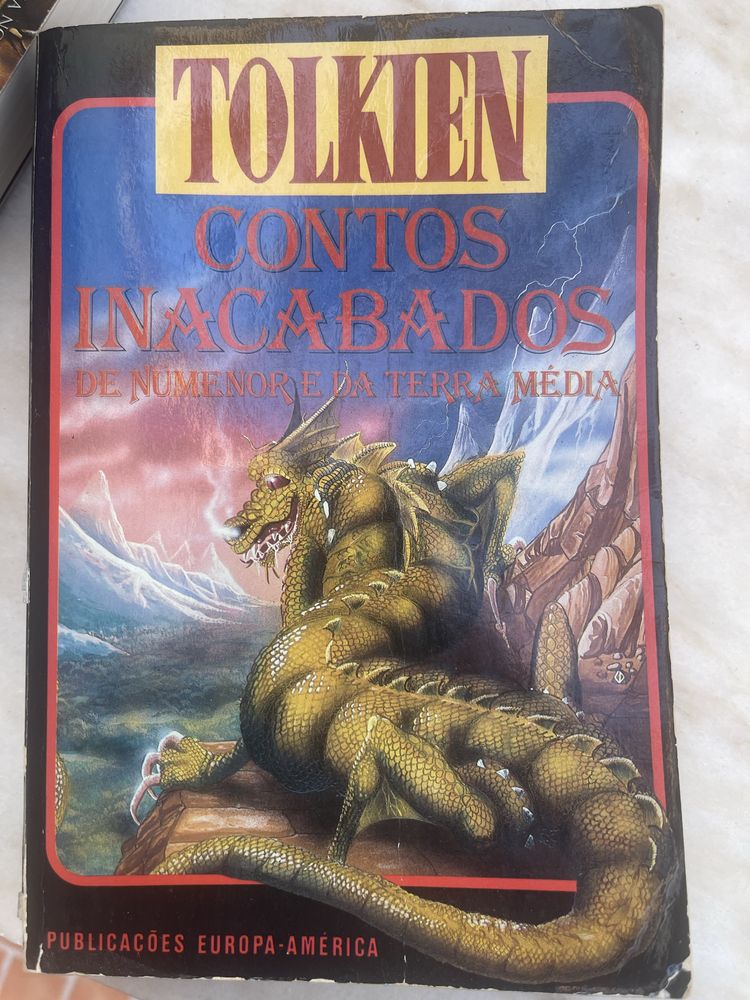 TOLKIEN
CONTOS
INACABADOS
DE NUMENOR E DA TERRA MÉDIA
PUBLICAÇÕES EUROPA-AMÉRICA